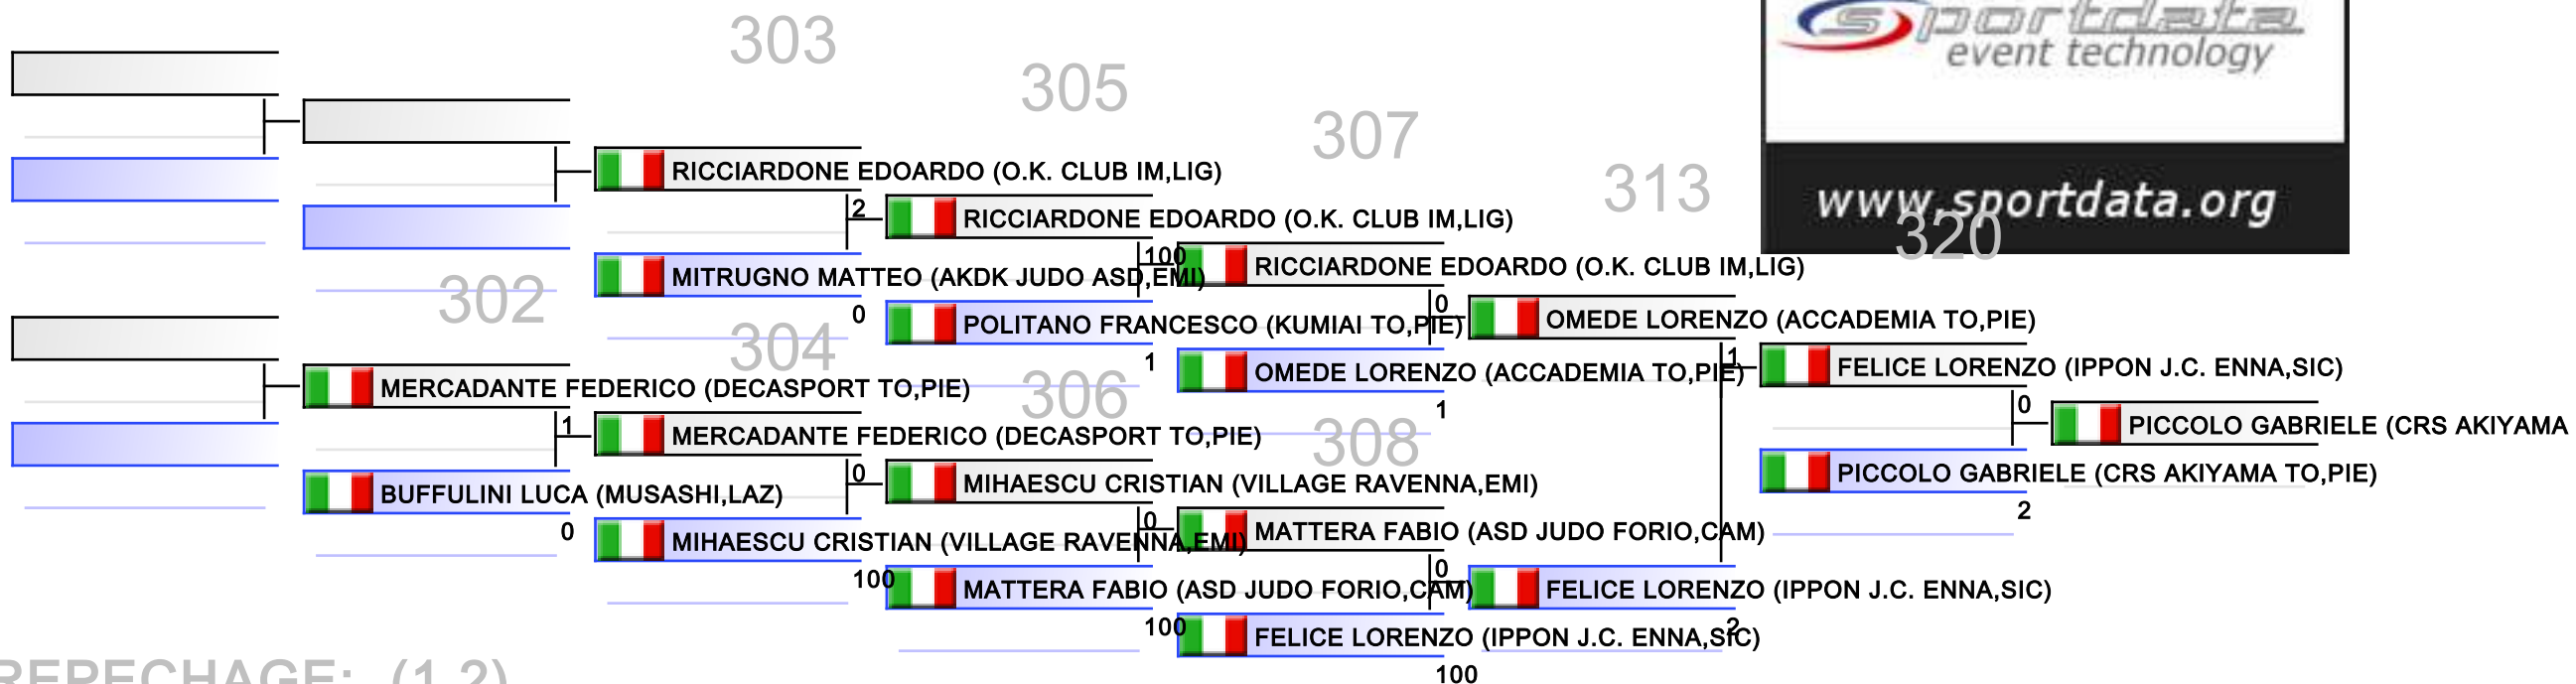 303
sportdata
event technology
305
307
RICCIARDONE EDOARDO (O.K. CLUB IM,LIG)
313
www.sportdata.org
2
RICCIARDONE EDOARDO (O.K. CLUB IM,LIG)
320
100
RICCIARDONE EDOARDO (O.K. CLUB IM,LIG)
MITRUGNO MATTEO (AKDK JUDO ASD,EMI)
302
0
0
OMEDE LORENZO (ACCADEMIA TO,PIE)
POLITANO FRANCESCO (KUMIAI TO,PIE)
304
1
1
FELICE LORENZO (IPPON J.C. ENNA,SIC)
OMEDE LORENZO (ACCADEMIA TO,PIE)
MERCADANTE FEDERICO (DECASPORT TO,PIE)
306
1
0
1
PICCOLO GABRIELE (CRS AKIYAMA
MERCADANTE FEDERICO (DECASPORT TO,PIE)
308
0
PICCOLO GABRIELE (CRS AKIYAMA TO,PIE)
MIHAESCU CRISTIAN (VILLAGE RAVENNA,EMI)
BUFFULINI LUCA (MUSASHI,LAZ)
2
0
0
MATTERA FABIO (ASD JUDO FORIO,CAM)
MIHAESCU CRISTIAN (VILLAGE RAVENNA,EMI)
100
0
MATTERA FABIO (ASD JUDO FORIO,CAM)
FELICE LORENZO (IPPON J.C. ENNA,SIC)
100
2
FELICE LORENZO (IPPON J.C. ENNA,SIC)
100
REPECHAGE: (1,2)